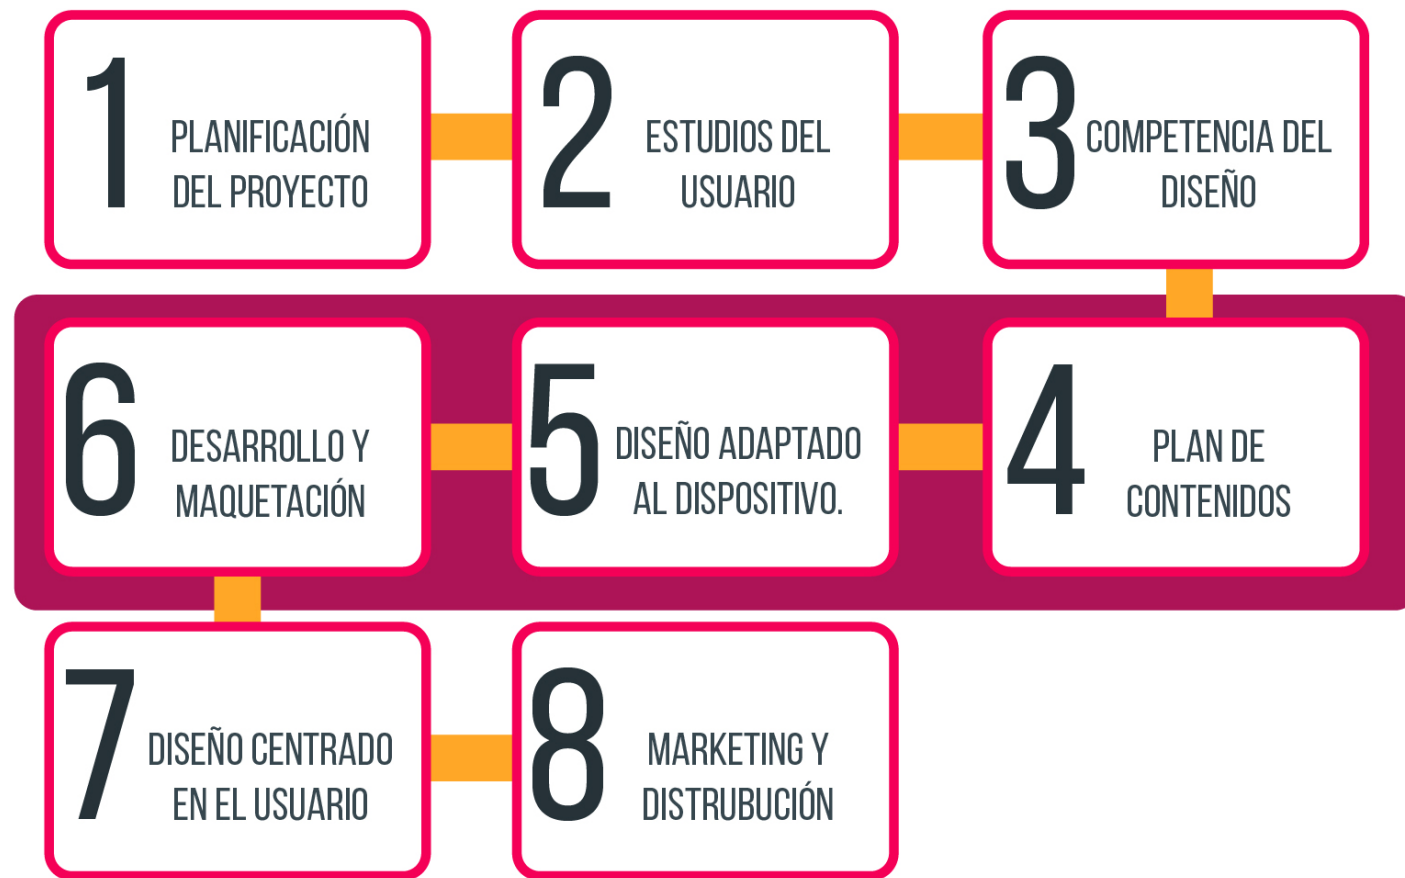 1
PLANIFICACIÓN
DEL PROYECTO
2
ESTUDIOS DEL
USUARIO
3
COMPETENCIA DEL
DISEÑO
4
PLAN DE
CONTENIDOS
5
DISEÑO ADAPTADO
AL DISPOSITIVO.
6
DESARROLLO Y
MAQUETACIÓN
7
DISEÑO CENTRADO
EN EL USUARIO
8
MARKETING Y
DISTRUBUCIÓN